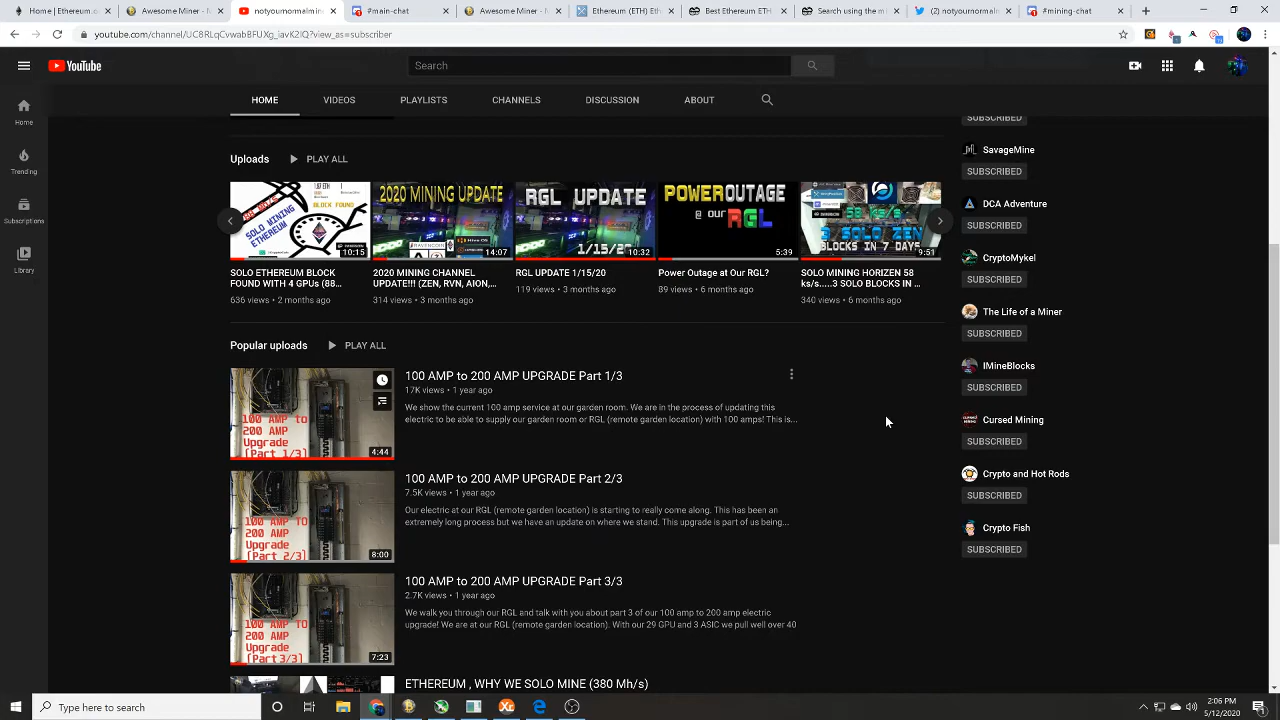 Ethereum (ETH) pro
Awesome Miner - R
notyournormalminin
#main-chat
Awesome Miner - Re
Ethereum (ETH) Eth
Best Ethereum ETH
Search using the m
(2) notyournormal
#mining-chat
youtube.com/channel/UC8RLqCvwabBFUXg_javK2IQ?view_as=subscriber
YouTube
Search
HOME
VIDEOS
PLAYLISTS
CHANNELS
DISCUSSION
ABOUT
Home
Trending
Subscriptions
Library
SUBSCRIBED
Uploads
PLAY ALL
SOLO MINING
ETHEREUM
BLOCK FOUND
10:15
2020 MINING UPDATE
14:07
RGL UPDATE
1/15/20
10:32
POWEROUTAGE
@ our RGL
5:39
58 KS/s
3 SOLO ZEN
BLOCKS IN 7 DAYS
9:51
SOLO ETHEREUM BLOCK
FOUND WITH 4 GPUs (88...
636 views • 2 months ago
2020 MINING CHANNEL
UPDATE!!! (ZEN, RVN, AION,...
314 views • 3 months ago
RGL UPDATE 1/15/20
119 views • 3 months ago
Power Outage at Our RGL?
89 views • 6 months ago
SOLO MINING HORIZEN 58
ks/s.....3 SOLO BLOCKS IN ...
340 views • 6 months ago
Popular uploads
PLAY ALL
100 AMP to
200 AMP
Upgrade
(Part 1/3)
4:44
100 AMP to 200 AMP UPGRADE Part 1/3
17K views • 1 year ago
We show the current 100 amp service at our garden room. We are in the process of updating this
electric to be able to supply our garden room or RGL (remote garden location) with 100 amps! This is...
100 AMP TO
200 AMP
Upgrade
(Part 2/3)
8:00
100 AMP to 200 AMP UPGRADE Part 2/3
7.5K views • 1 year ago
Our electric at our RGL (remote garden location) is starting to really come along. This has been an
extremely long process but we have an update on where we stand. This upgrade is part of us being...
100 AMP TO
200 AMP
Upgrade
(Part 3/3)
7:23
100 AMP to 200 AMP UPGRADE Part 3/3
2.7K views • 1 year ago
We walk you through our RGL and talk with you about part 3 of our 100 amp to 200 amp electric
upgrade! We are at our RGL (remote garden location). With our 29 GPU and 3 ASIC we pull well over 40
ETHEREUM , WHY WE SOLO MINE (380 Mh/s)
SavageMine
SUBSCRIBED
DCA Adventure
SUBSCRIBED
CryptoMykel
SUBSCRIBED
The Life of a Miner
SUBSCRIBED
IMineBlocks
SUBSCRIBED
Cursed Mining
SUBSCRIBED
Crypto and Hot Rods
SUBSCRIBED
Crypto Fish
SUBSCRIBED
Type here to search
2:06 PM
5/12/2020